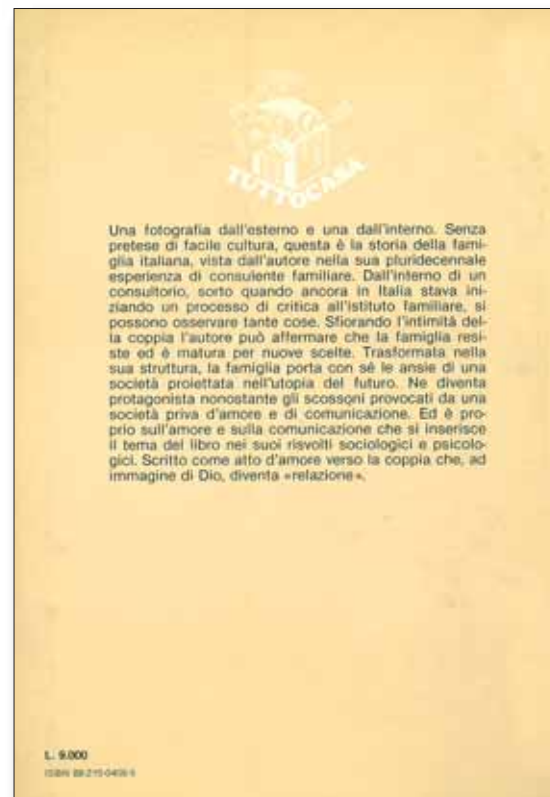 TUTTOCASA
Una fotografia dall'esterno e una dall'interno. Senza
pretese di facile cultura, questa è la storia della fami-
glia italiana, vista dall'autore nella sua pluridecennale
esperienza di consulente familiare. Dall'interno di un
consultorio, sorto quando ancora in Italia stava ini-
ziando un processo di critica all'istituto familiare, si
possono osservare tante cose. Sfiorando l'intimità del-
la coppia l'autore può affermare che la famiglia resi-
ste ed è matura per nuove scelte. Trasformata nella
sua struttura, la famiglia porta con sé le ansie di una
società proiettata nell'utopia del futuro. Ne diventa
protagonista nonostante gli scossoni provocati da una
società priva d'amore e di comunicazione. Ed è pro-
prio sull'amore e sulla comunicazione che si inserisce
il tema del libro nei suoi risvolti sociologici e psicolo-
gici. Scritto come atto d'amore verso la coppia che, ad
immagine di Dio, diventa «relazione».
L. 9.000
ISBN